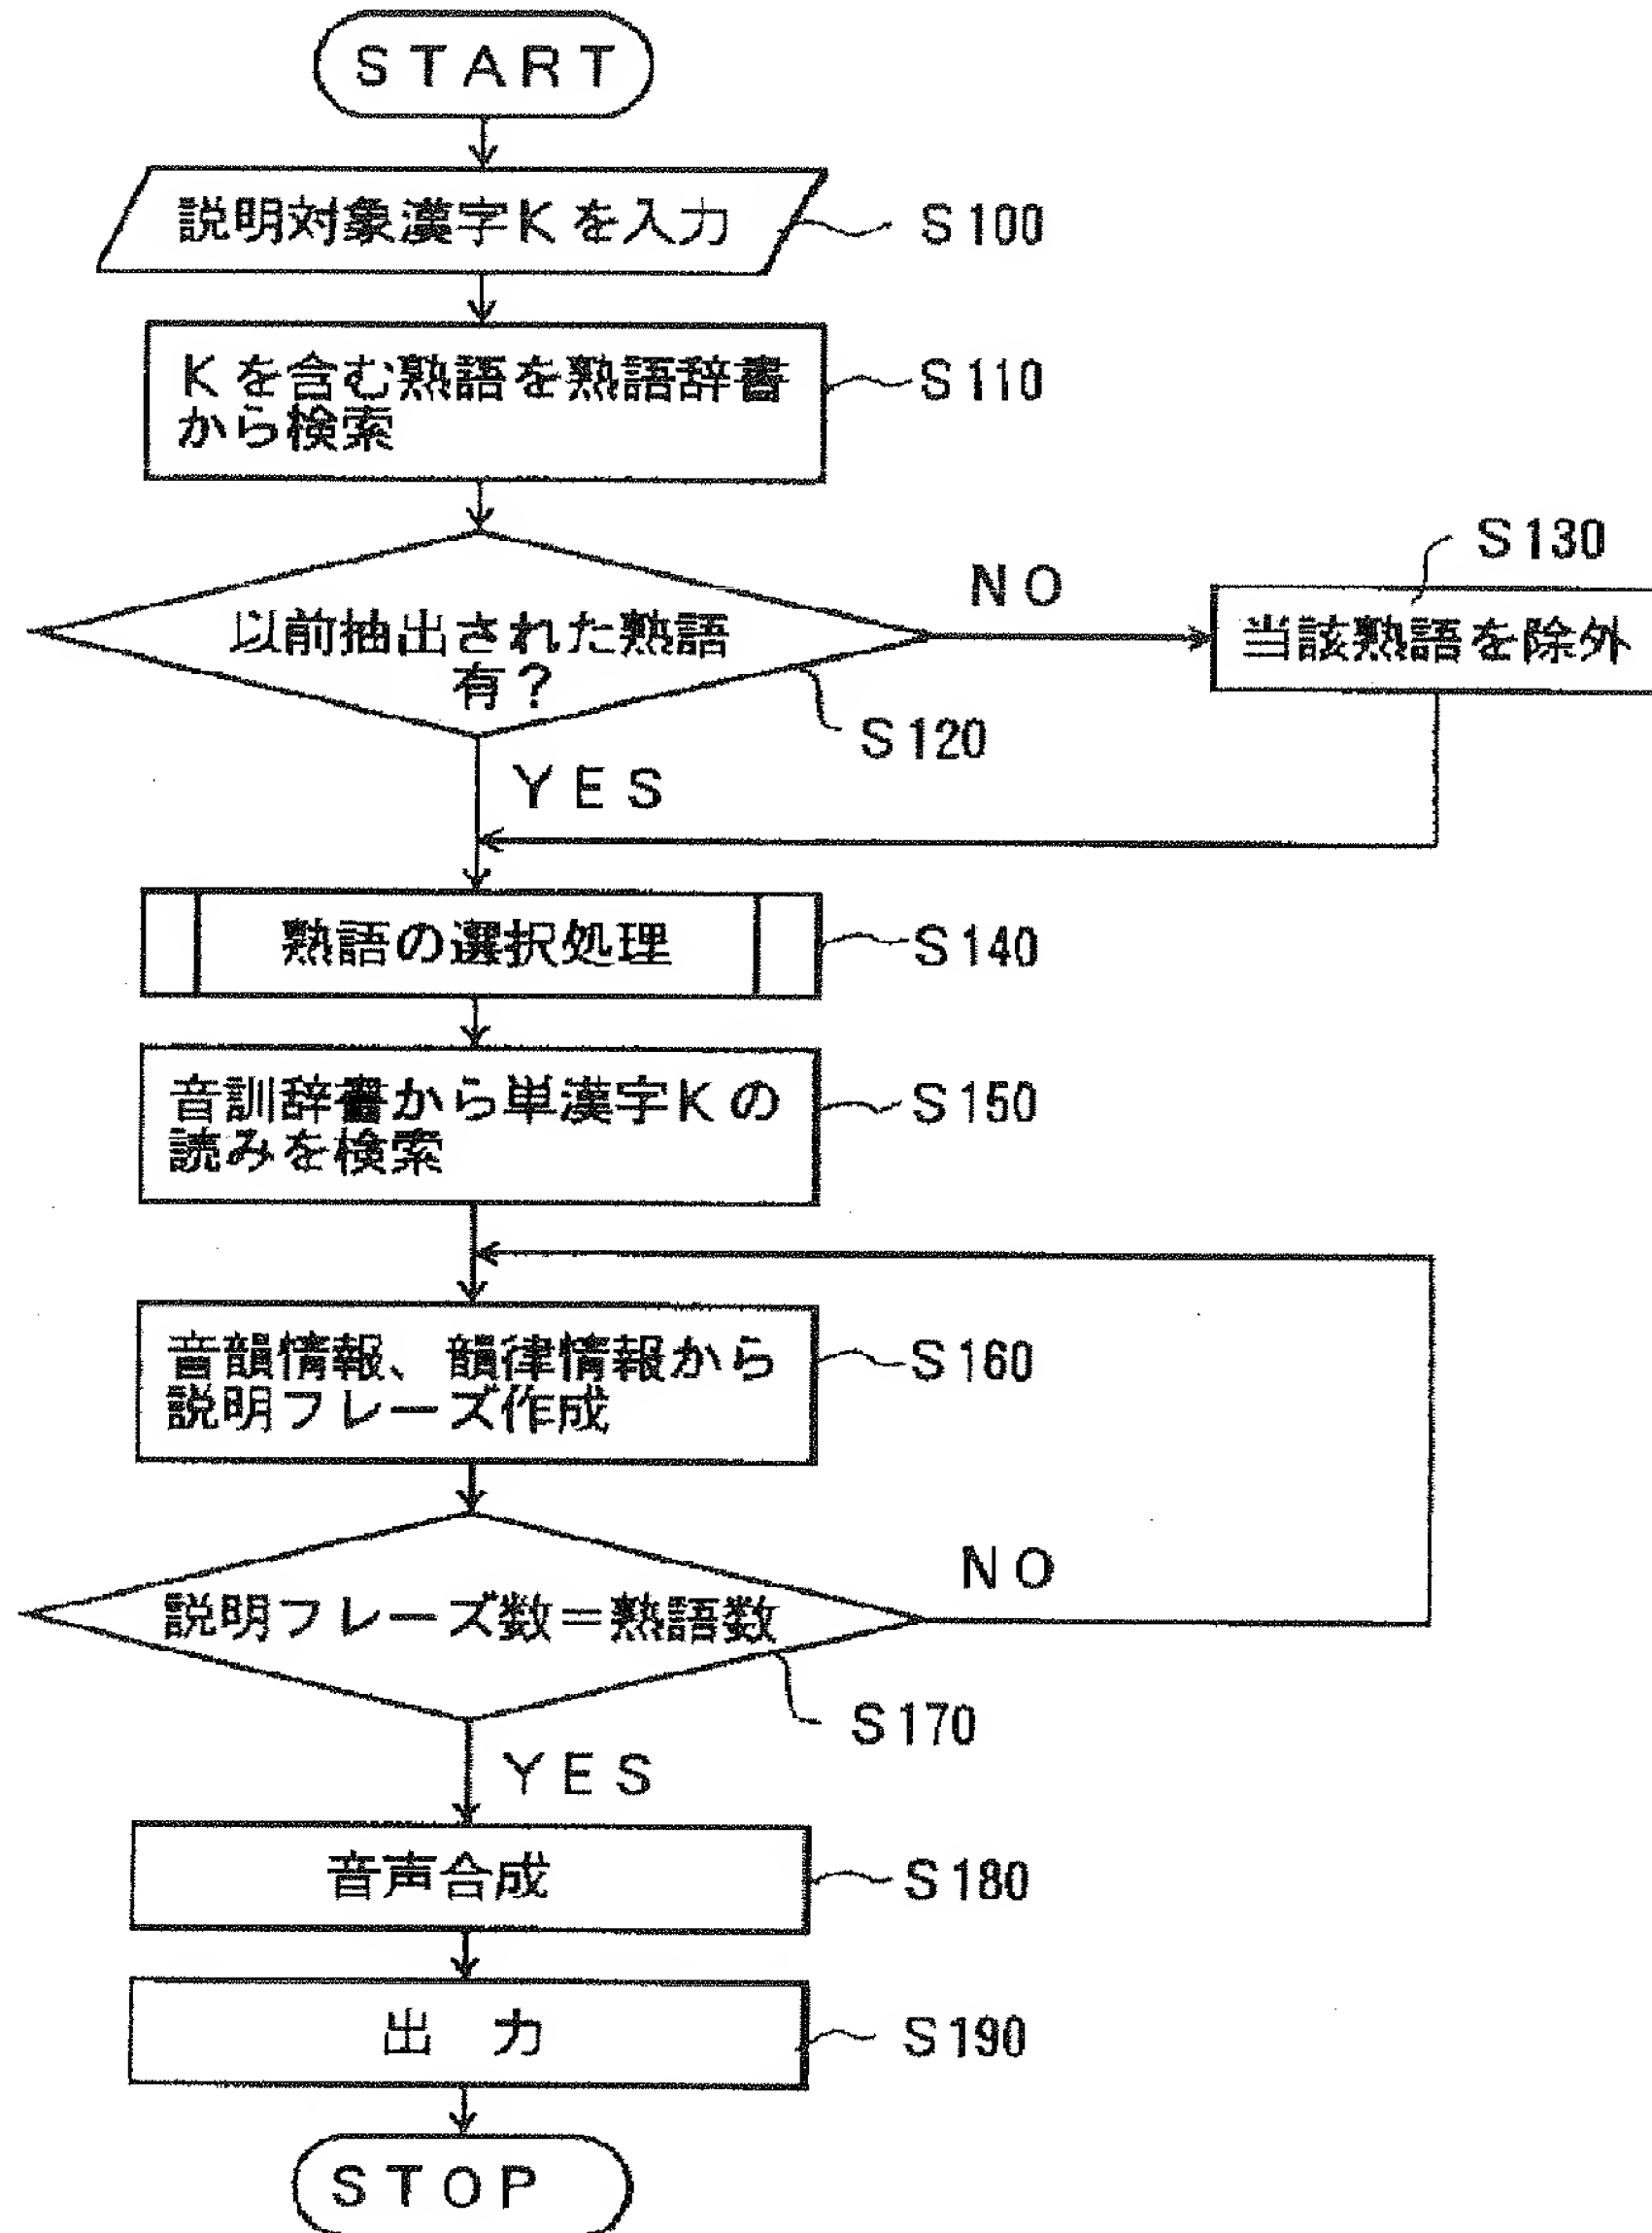 START
説明対象漢字Kを入力
S100
Kを含む熟語を熟語辞書
から検索
S110
以前抽出された熟語
有？
S120
NO
S130
当該熟語を除外
YES
熟語の選択処理
S140
音訓辞書から単漢字Kの
読みを検索
S150
音韻情報、韻律情報から
説明フレーズ作成
S160
説明フレーズ数＝熟語数
S170
NO
YES
音声合成
S180
出 力
S190
STOP